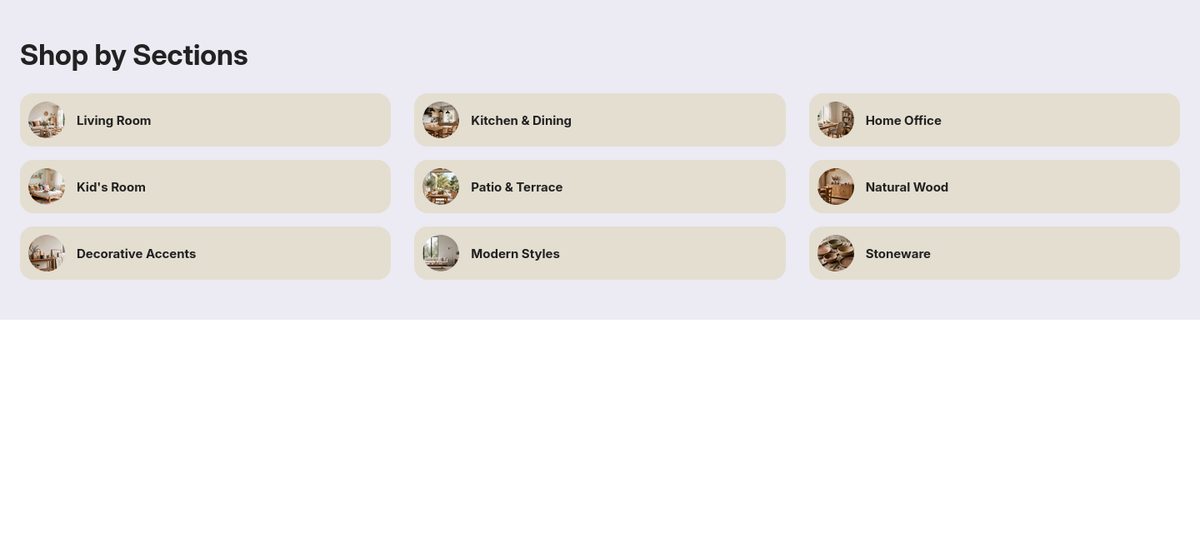 Shop by Sections
Living Room
Kitchen & Dining
Home Office
Kid's Room
Patio & Terrace
Natural Wood
Decorative Accents
Modern Styles
Stoneware